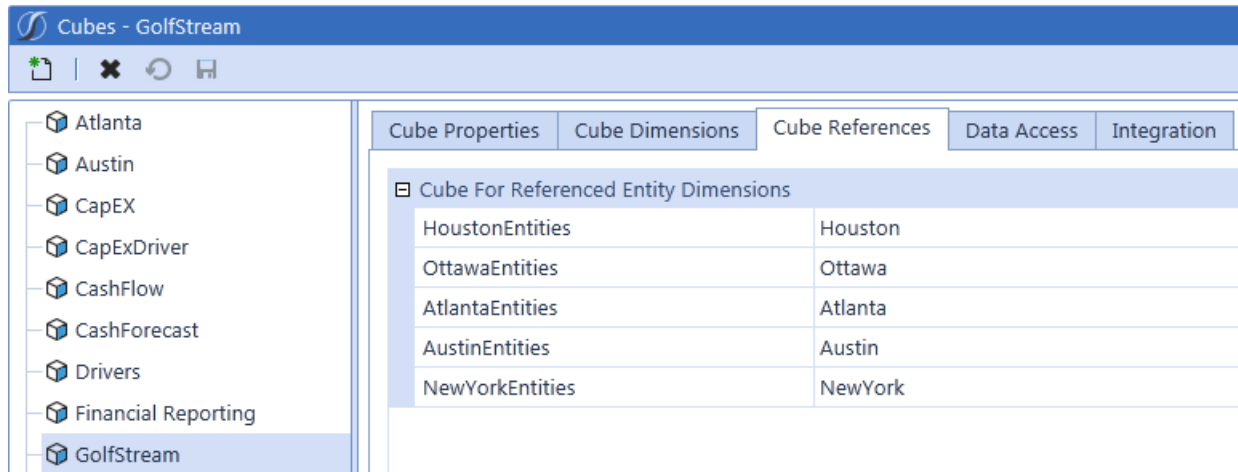 Cubes - GolfStream
Atlanta
Austin
CapEX
CapExDriver
CashFlow
CashForecast
Drivers
Financial Reporting
GolfStream
Cube Properties Cube Dimensions Cube References Data Access Integration
Cube For Referenced Entity Dimensions
HoustonEntities Houston
OttawaEntities Ottawa
AtlantaEntities Atlanta
AustinEntities Austin
NewYorkEntities NewYork